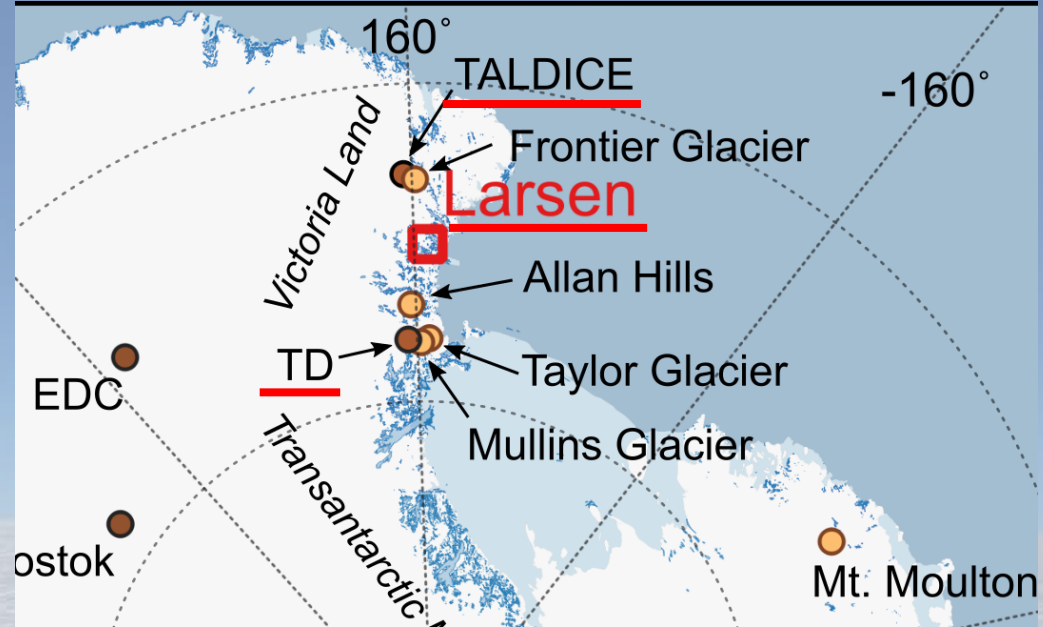 160°
TALDICE
-160°
Frontier Glacier
Larsen
Victoria Land
Allan Hills
TD
Taylor Glacier
EDC
Mullins Glacier
Transantarctic
ostok
Mt. Moulton